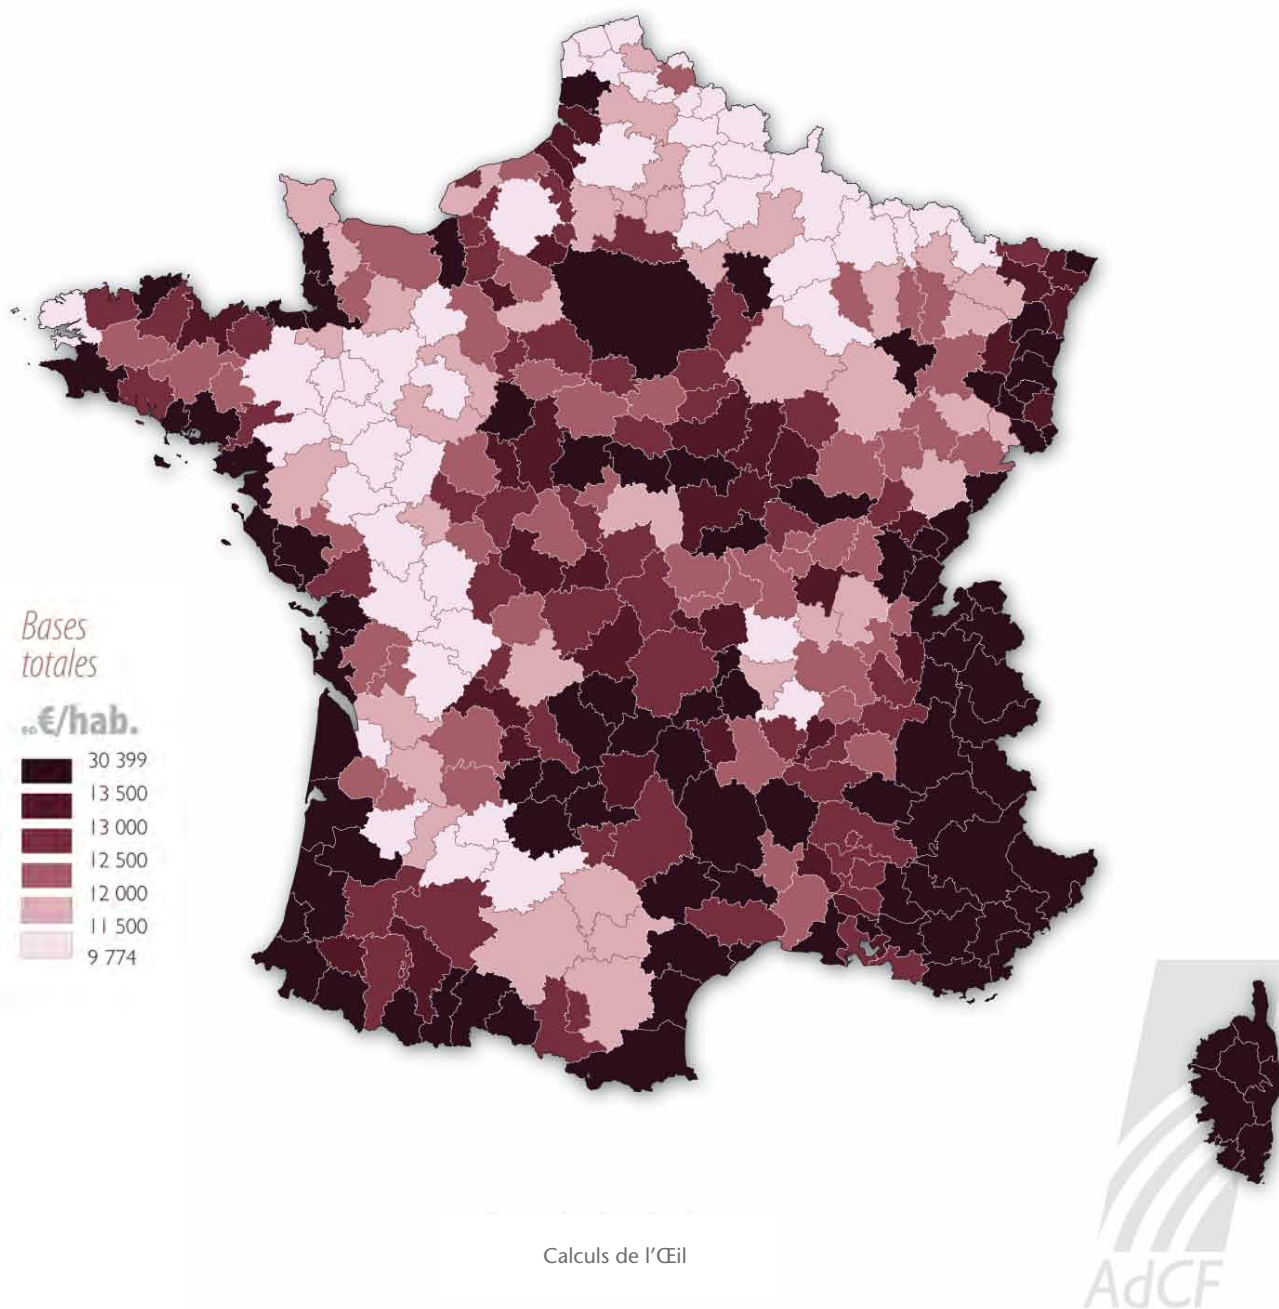 Bases
totales
en €/hab.
30 399
13 500
13 000
12 500
12 000
11 500
9 774
Calculs de l’Œil
AdCF